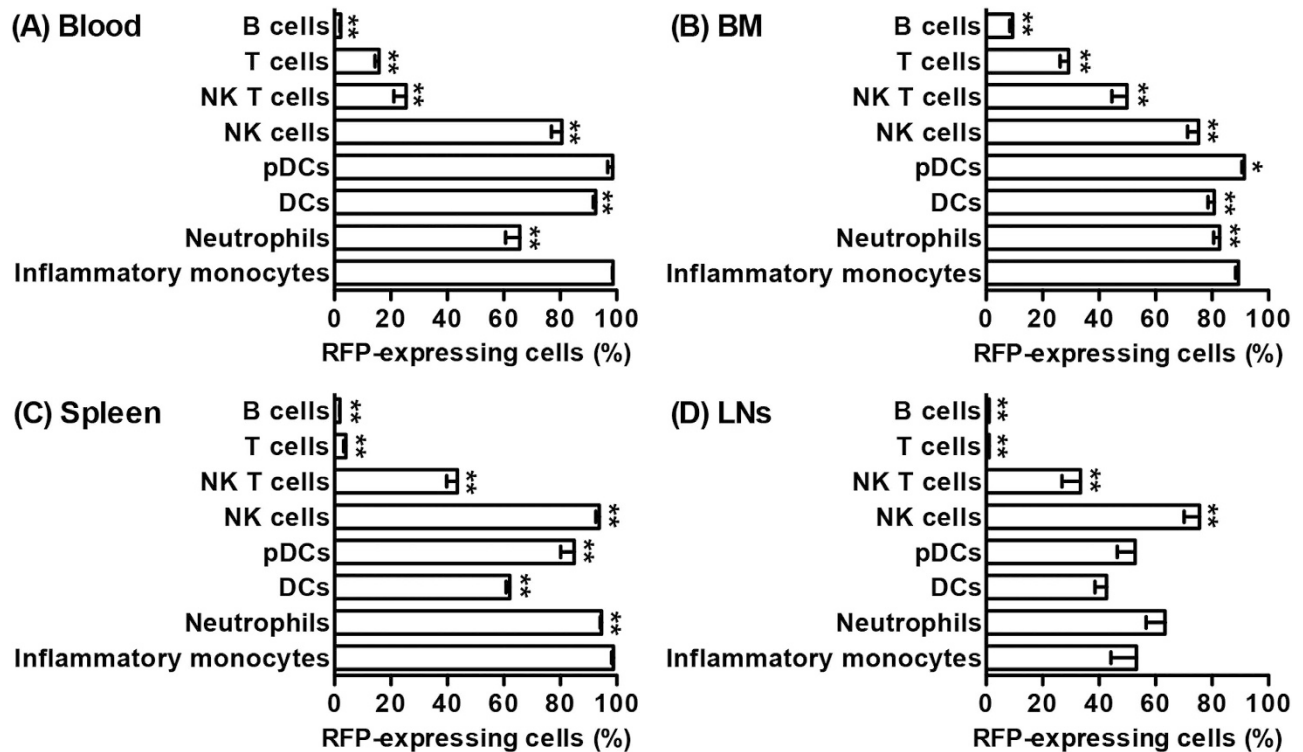 (A) Blood
B cells **
T cells **
NK T cells **
NK cells **
pDCs
DCs **
Neutrophils **
Inflammatory monocytes
0 20 40 60 80 100
RFP-expressing cells (%)
(B) BM
B cells **
T cells **
NK T cells **
NK cells **
pDCs *
DCs **
Neutrophils **
Inflammatory monocytes
0 20 40 60 80 100
RFP-expressing cells (%)
(C) Spleen
B cells **
T cells **
NK T cells **
NK cells **
pDCs **
DCs **
Neutrophils **
Inflammatory monocytes
0 20 40 60 80 100
RFP-expressing cells (%)
(D) LNs
B cells **
T cells **
NK T cells **
NK cells **
pDCs
DCs
Neutrophils
Inflammatory monocytes
0 20 40 60 80 100
RFP-expressing cells (%)